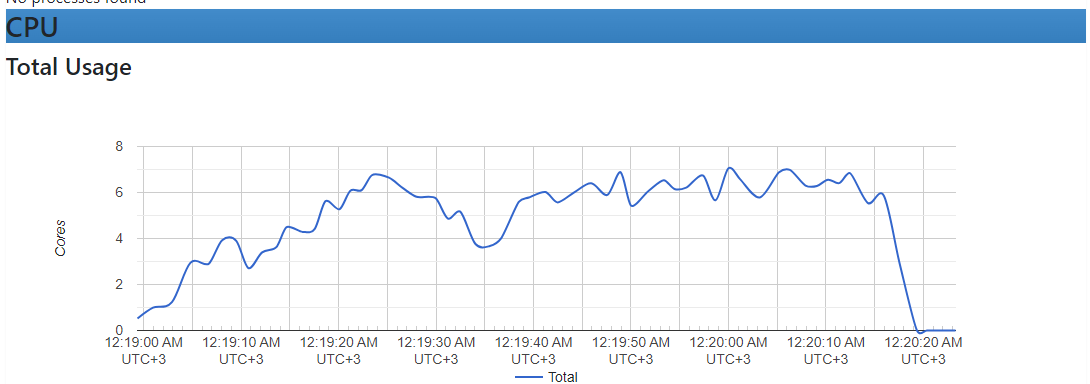 No processes found
CPU
Total Usage
8
6
4
2
0
Cores
12:19:00 AM 12:19:10 AM 12:19:20 AM 12:19:30 AM 12:19:40 AM 12:19:50 AM 12:20:00 AM 12:20:10 AM 12:20:20 AM
UTC+3 UTC+3 UTC+3 UTC+3 UTC+3 UTC+3 UTC+3 UTC+3 UTC+3
Total